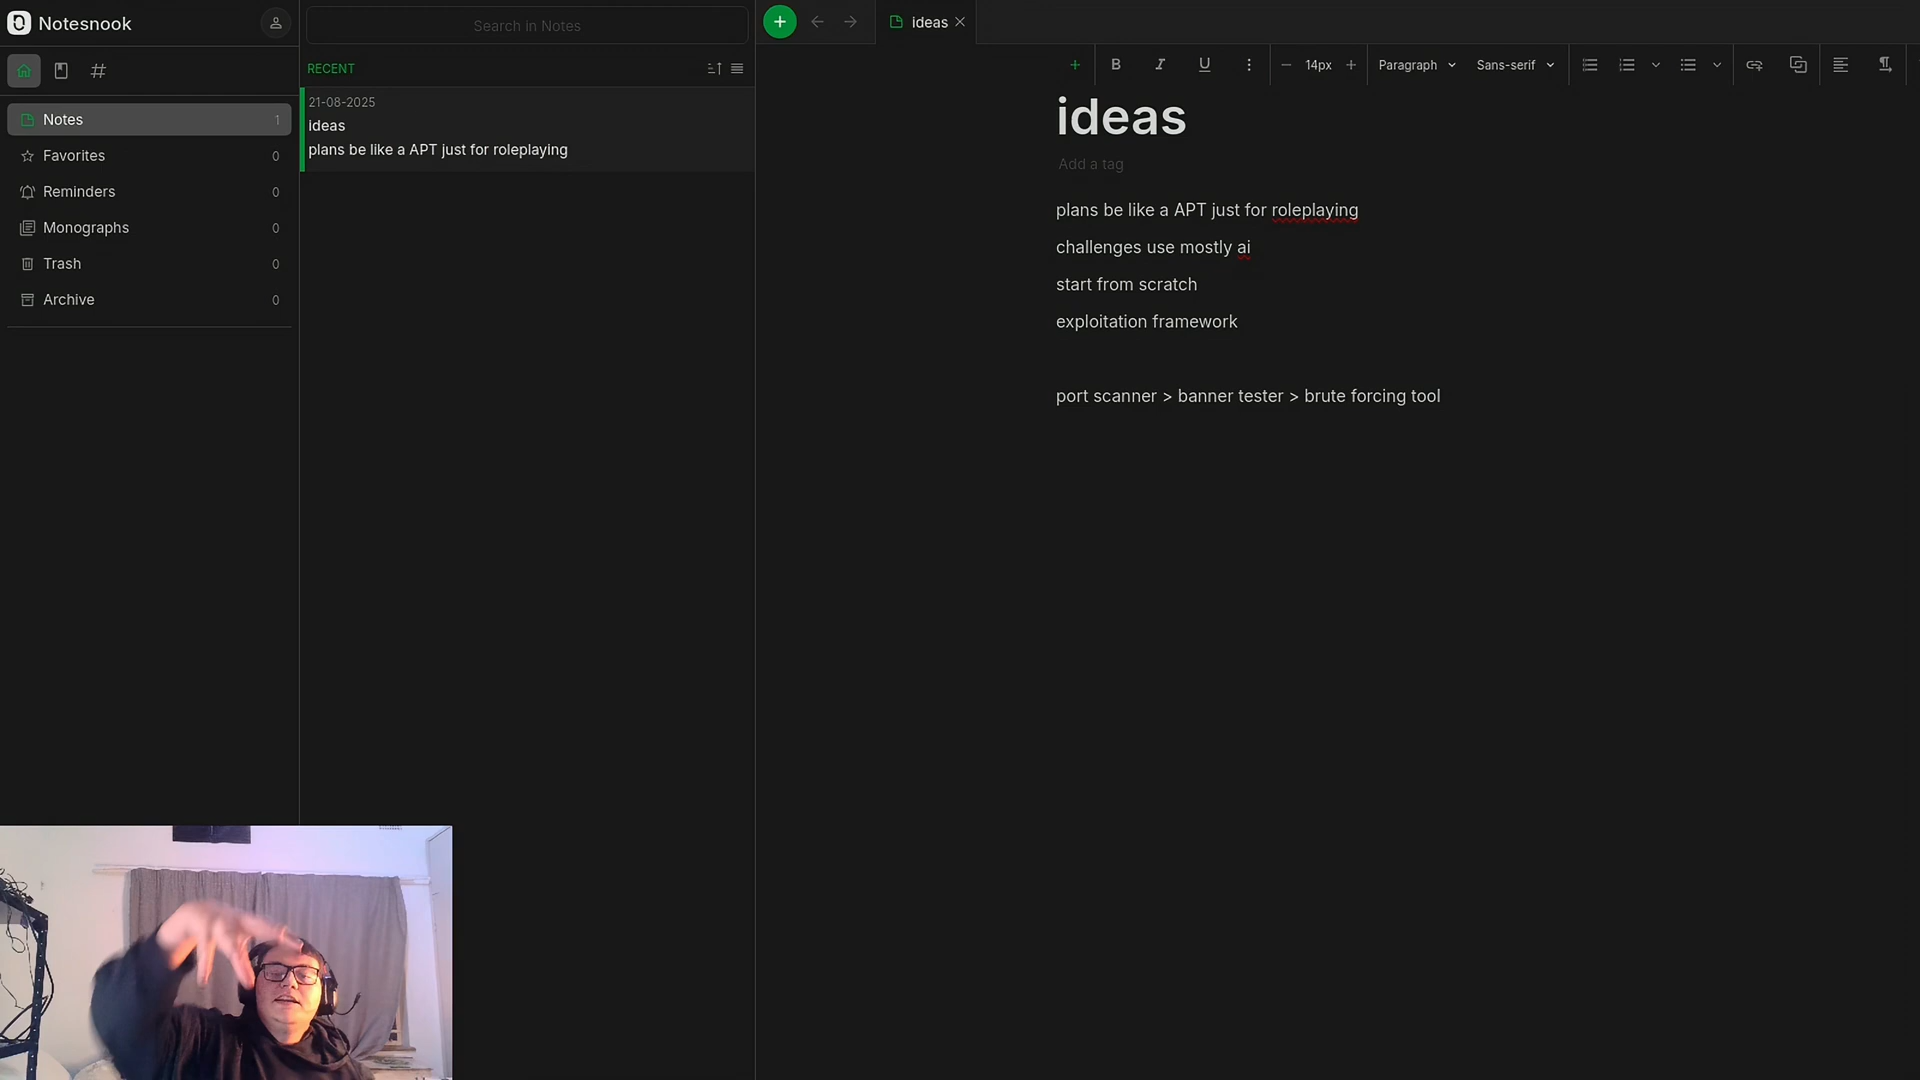 Notesnook
Search in Notes
ideas
RECENT
14px
Paragraph
Sans-serif
Notes 1
Favorites 0
Reminders 0
Monographs 0
Trash 0
Archive 0
21-08-2025
ideas
plans be like a APT just for roleplaying
ideas
Add a tag
plans be like a APT just for roleplaying
challenges use mostly ai
start from scratch
exploitation framework
port scanner > banner tester > brute forcing tool